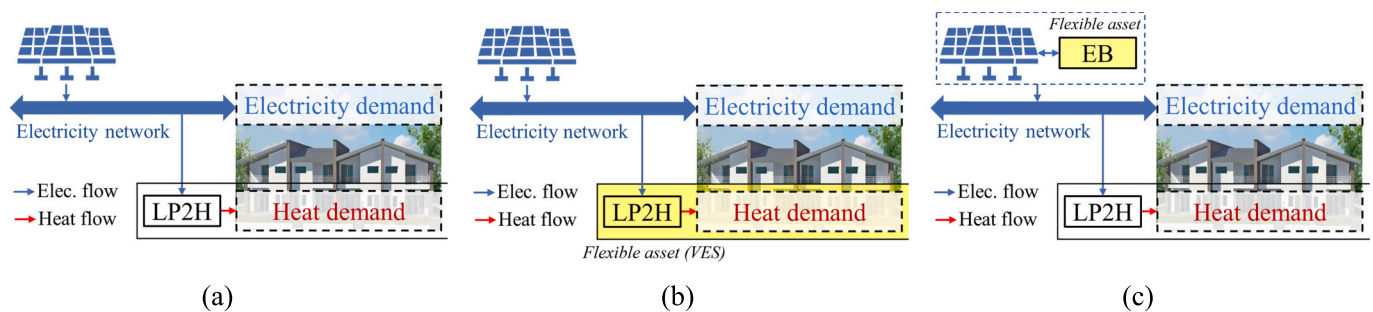 Electricity demand
Electricity network
Elec. flow
Heat flow
LP2H
Heat demand
(a)
Electricity demand
Electricity network
Elec. flow
Heat flow
LP2H
Heat demand
Flexible asset (VES)
(b)
Flexible asset
EB
Electricity demand
Electricity network
Elec. flow
Heat flow
LP2H
Heat demand
(c)